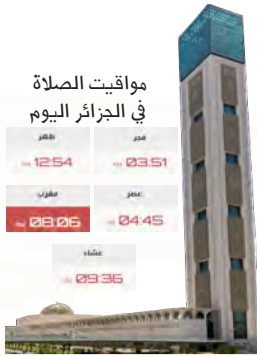 مواقيت الصلاة
في الجزائر اليوم
فجر
03:51
ظهر
12:54
عصر
04:45
مغرب
08:06
عشاء
09:36